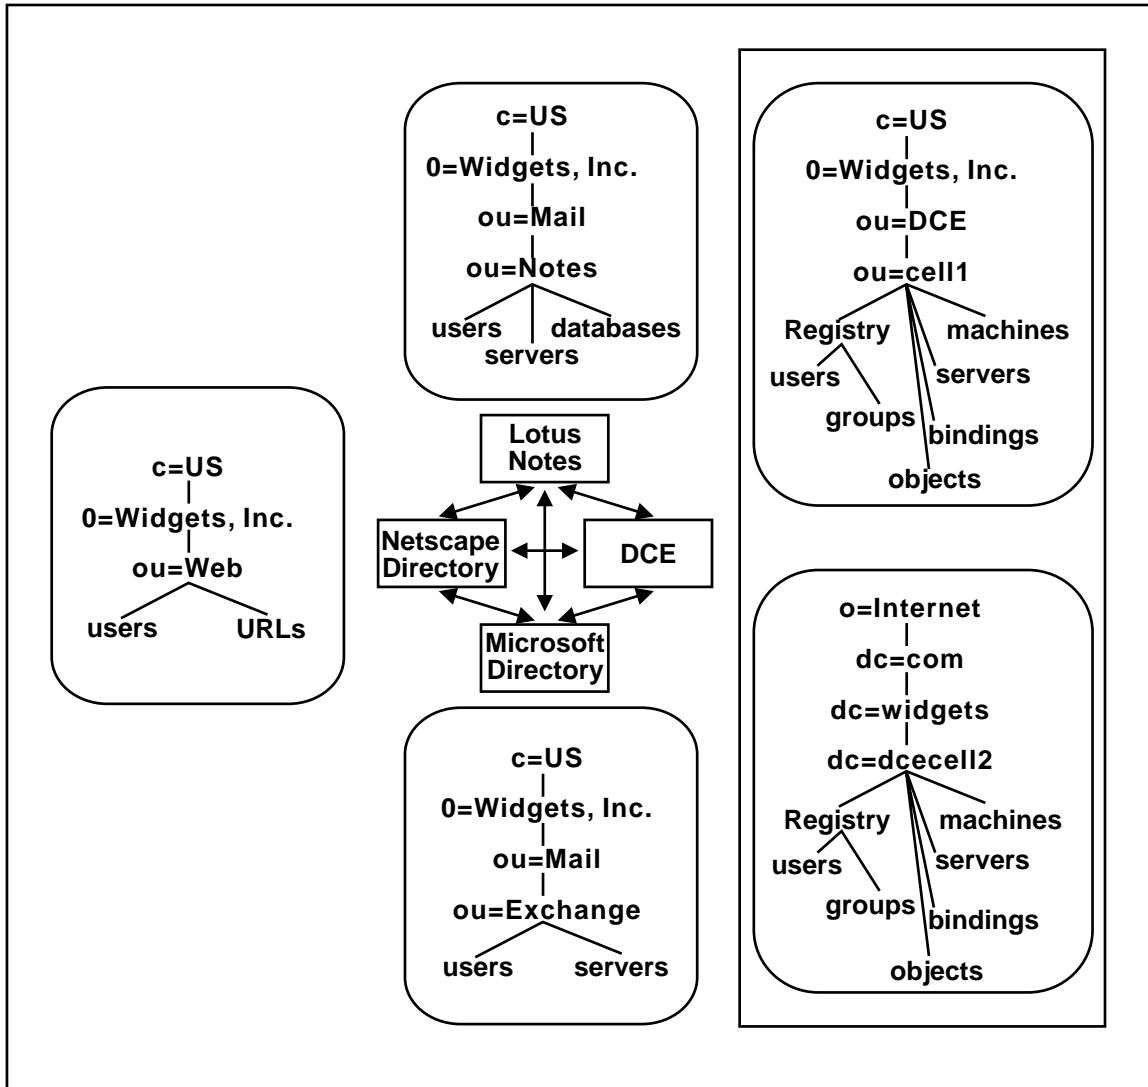 c=US
0=Widgets, Inc.
ou=Mail
ou=Notes
users
databases
servers
c=US
0=Widgets, Inc.
ou=DCE
ou=cell1
Registry
machines
users
servers
groups
bindings
objects
c=US
0=Widgets, Inc.
ou=Web
users
URLs
Lotus
Notes
Netscape
Directory
DCE
Microsoft
Directory
c=US
0=Widgets, Inc.
ou=Mail
ou=Exchange
users
servers
o=Internet
dc=com
dc=widgets
dc=dcecell2
Registry
machines
users
servers
groups
bindings
objects